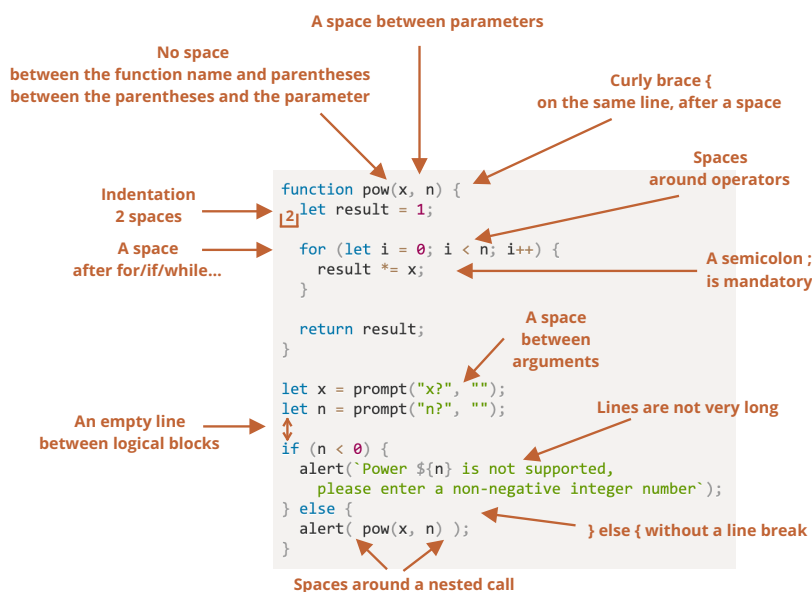 A space between parameters
No space
between the function name and parentheses
between the parentheses and the parameter
Curly brace {
on the same line, after a space
Spaces
around operators
Indentation
2 spaces
A space
after for/if/while...
A semicolon ;
is mandatory
function pow(x, n) {
2
  let result = 1;

  for (let i = 0; i < n; i++) {
    result *= x;
  }

  return result;
}
A space
between
arguments

let x = prompt("x?", "");
let n = prompt("n?", "");
Lines are not very long
An empty line
between logical blocks

if (n < 0) {
  alert(`Power ${n} is not supported,
    please enter a non-negative integer number`);
} else {
  alert( pow(x, n) );
}
} else { without a line break
Spaces around a nested call